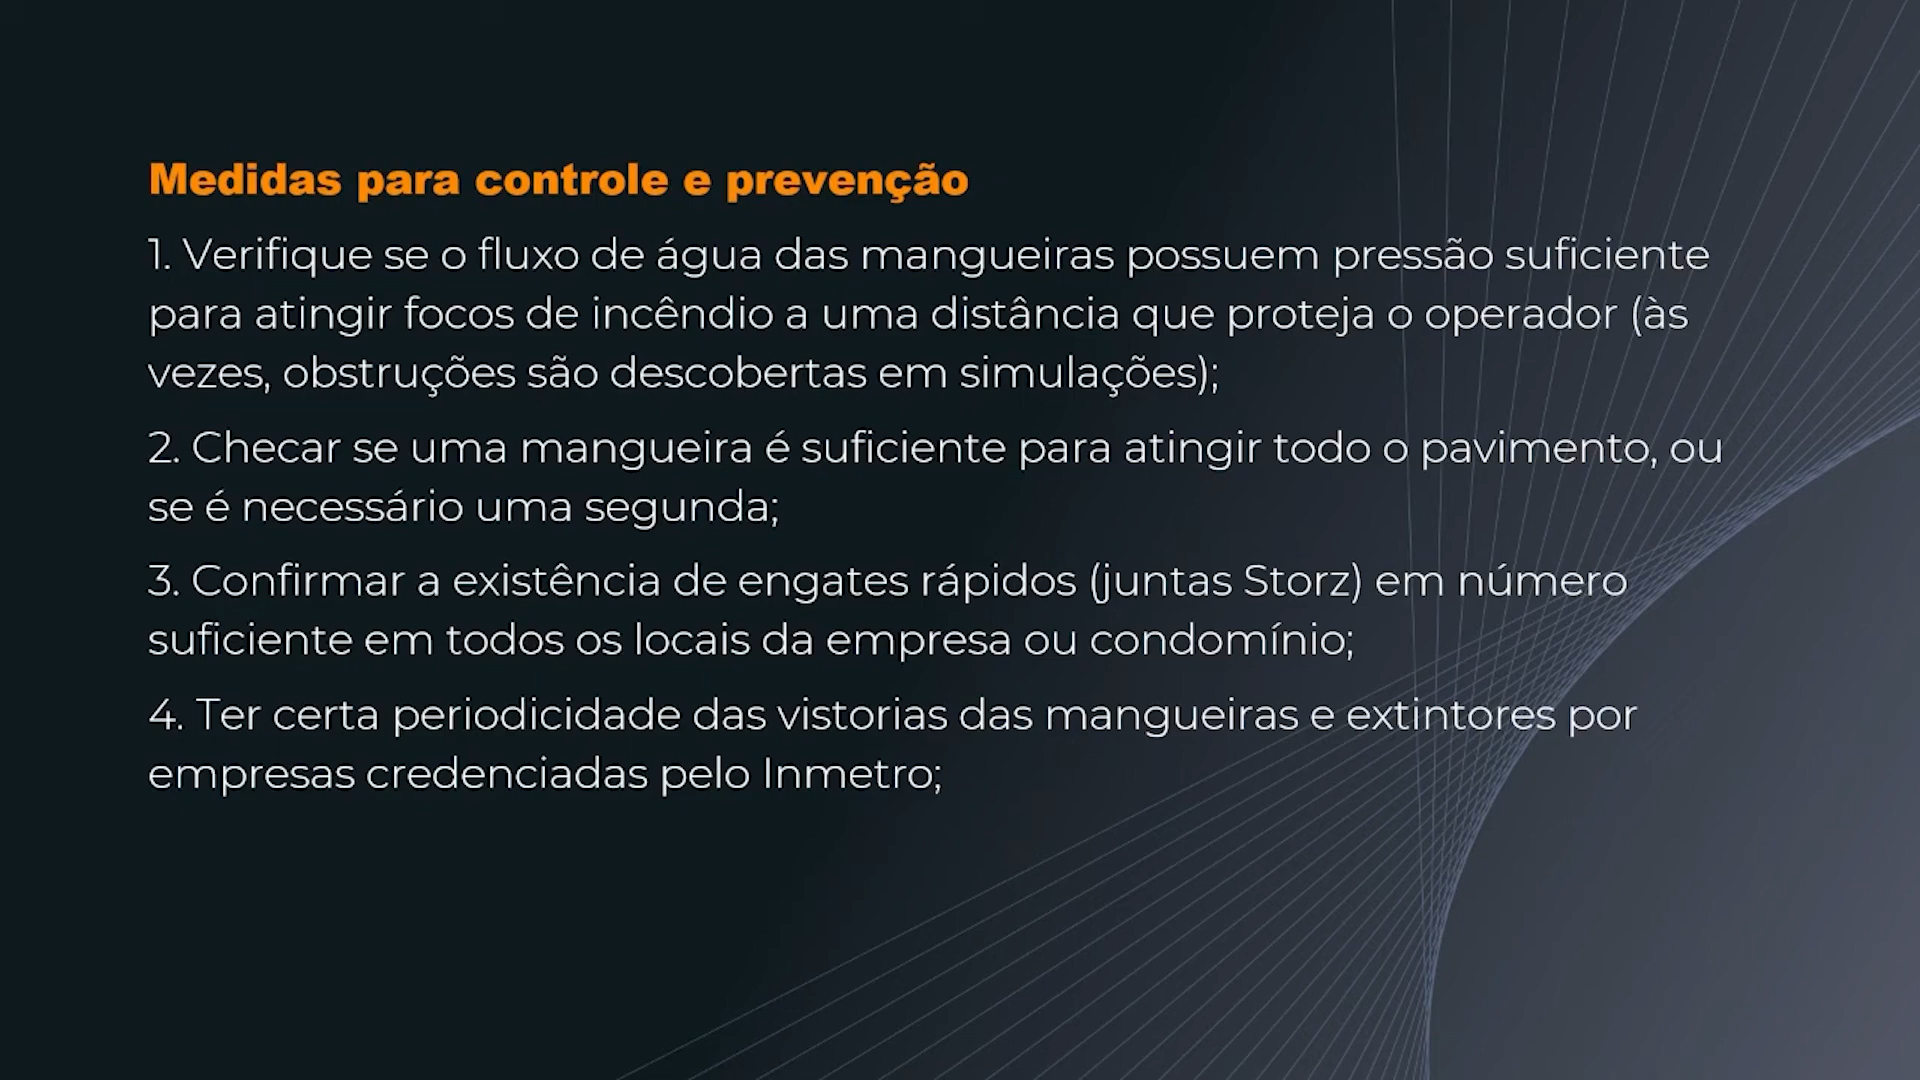 Medidas para controle e prevenção
1. Verifique se o fluxo de água das mangueiras possuem pressão suficiente
para atingir focos de incêndio a uma distância que proteja o operador (às
vezes, obstruções são descobertas em simulações);
2. Checar se uma mangueira é suficiente para atingir todo o pavimento, ou
se é necessário uma segunda;
3. Confirmar a existência de engates rápidos (juntas Storz) em número
suficiente em todos os locais da empresa ou condomínio;
4. Ter certa periodicidade das vistorias das mangueiras e extintores por
empresas credenciadas pelo Inmetro;